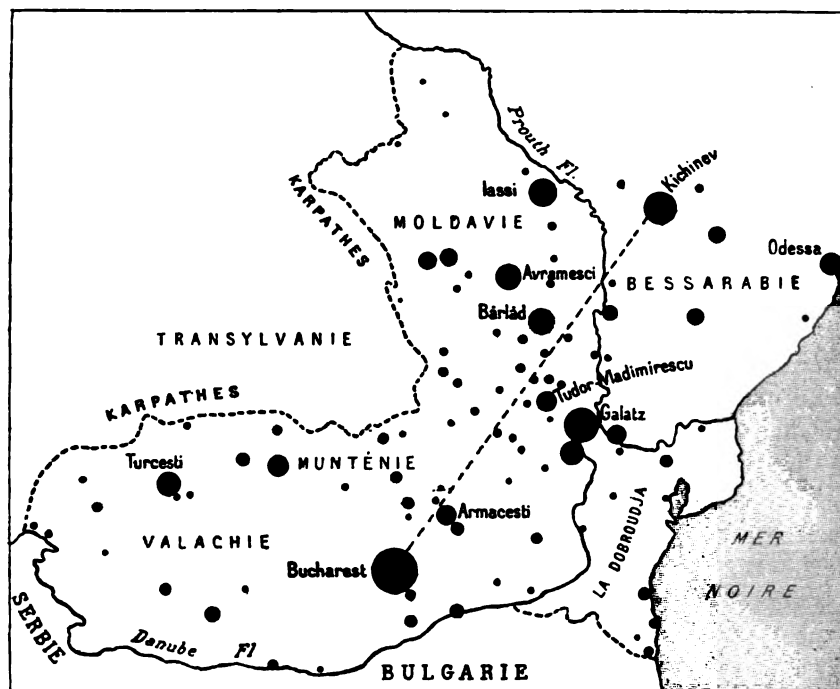 Prouth Fl.
Kichinev
Iassi
KARPATHES
MOLDAVIE
Odessa
Avramesci
BESSARABIE
Bârlád
TRANSYLVANIE
Tudor-Vladimirescu
KARPATHES
Galatz
Turcesti
MUNTÉNIE
Armacesti
LA DOBROUDJA
MER
VALACHIE
Bucharest
NOIRE
SERBIE
Danube Fl
BULGARIE